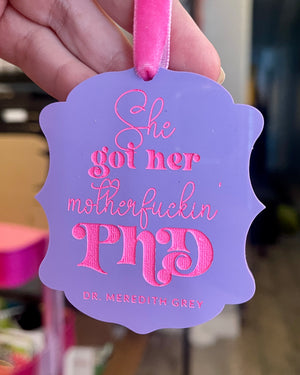 She
got her
motherfuckin
PhD
DR. MEREDITH GREY